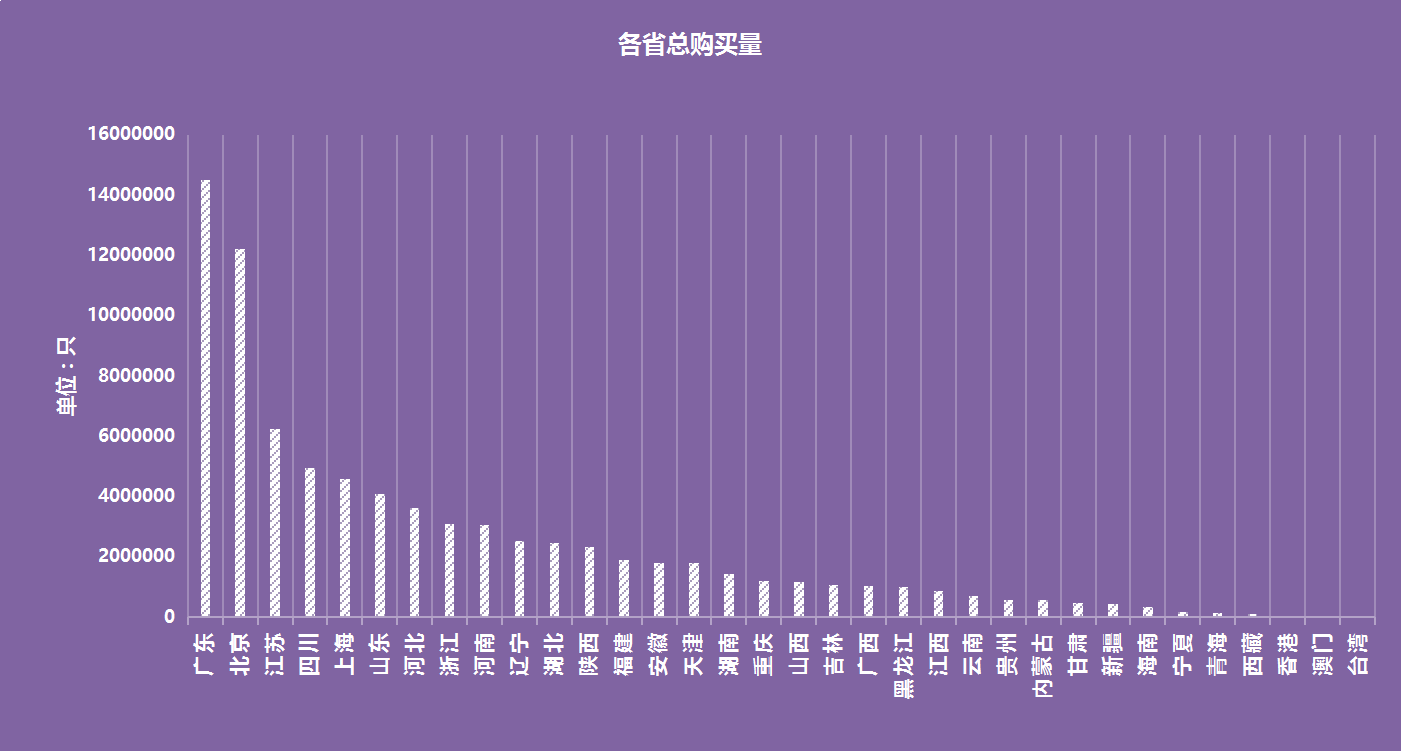 各省总购买量
单位：只
16000000
14000000
12000000
10000000
8000000
6000000
4000000
2000000
0
广东
北京
江苏
四川
上海
山东
河北
浙江
河南
辽宁
湖北
陕西
福建
安徽
天津
湖南
重庆
山西
吉林
广西
黑龙江
江西
云南
贵州
内蒙古
甘肃
新疆
海南
宁夏
青海
西藏
香港
澳门
台湾